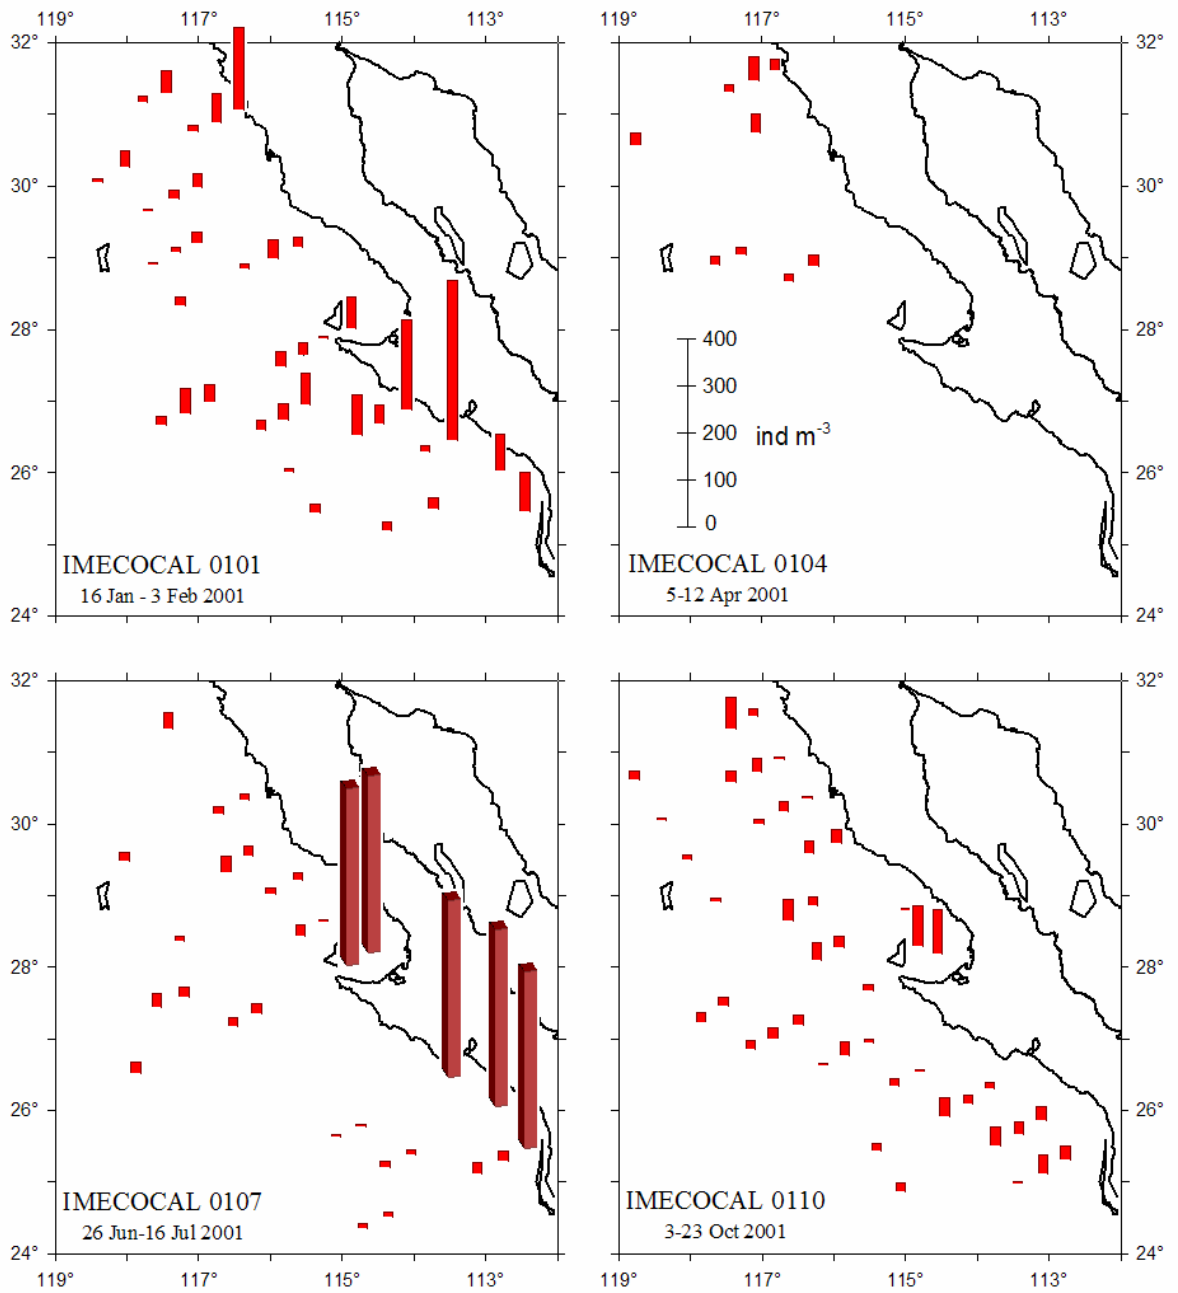 119° 117° 115° 113° 119° 117° 115° 113°
32° 32°
30° 30°
28° 28°
400
300
200 ind m⁻³
26° 26°
100
0
IMECOCAL 0101 IMECOCAL 0104
16 Jan - 3 Feb 2001 5-12 Apr 2001
24° 24°
32° 32°
30° 30°
28° 28°
26° 26°
IMECOCAL 0107 IMECOCAL 0110
26 Jun-16 Jul 2001 3-23 Oct 2001
24° 24°
119° 117° 115° 113° 119° 117° 115° 113°